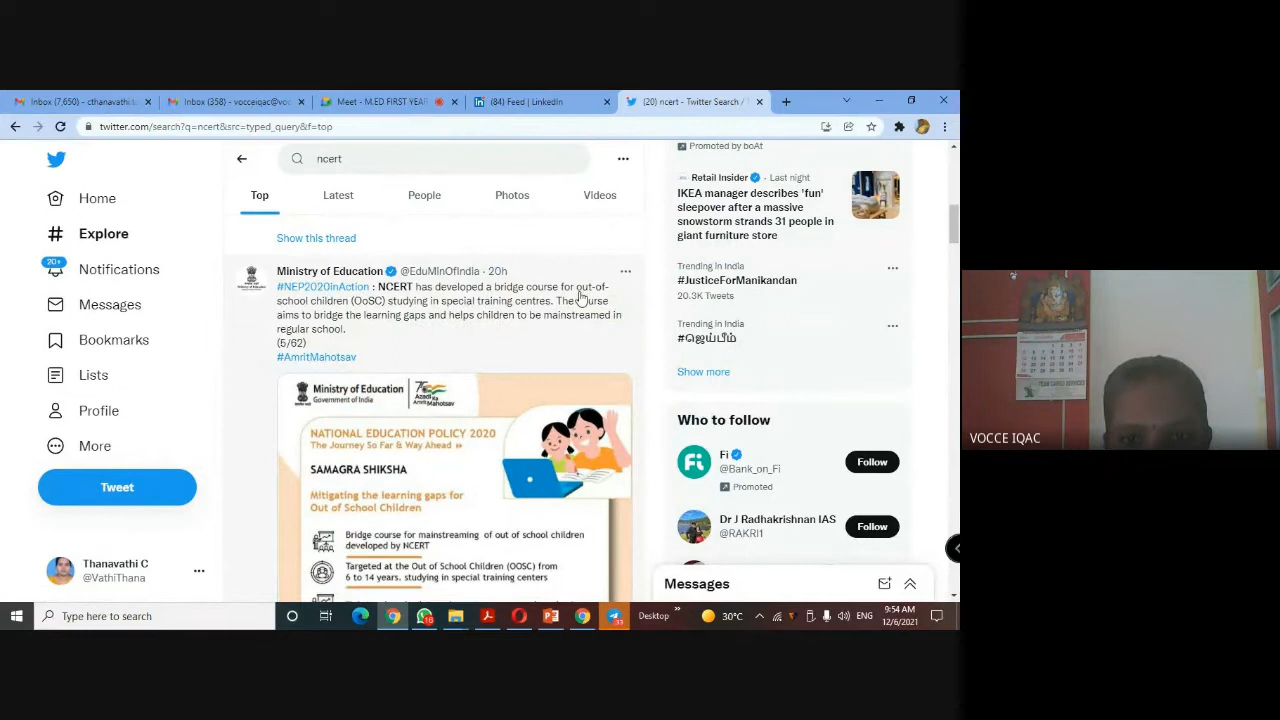 Inbox (7,650) - cthanavathi t
Inbox (358) - vocceiqac@voc
Meet - M.ED FIRST YEAR
(84) Feed | LinkedIn
(20) ncert - Twitter Search / T
twitter.com/search?q=ncert&src=typed_query&f=top
Home
Explore
20+
Notifications
Messages
Bookmarks
Lists
Profile
More
Tweet
Thanavathi C
@VathiThana
ncert
Top
Latest
People
Photos
Videos
Show this thread
Ministry of Education @EduMinOfIndia · 20h
#NEP2020inAction : NCERT has developed a bridge course for out-of-
school children (OoSC) studying in special training centres. The course
aims to bridge the learning gaps and helps children to be mainstreamed in
regular school.
(5/62)
#AmritMahotsav
Ministry of Education
Government of India
Azadi Ka
Amrit Mahotsav
NATIONAL EDUCATION POLICY 2020
The Journey So Far & Way Ahead
SAMAGRA SHIKSHA
Mitigating the learning gaps for
Out of School Children
Bridge course for mainstreaming of out of school children
developed by NCERT
Targeted at the Out of School Children (OOSC) from
6 to 14 years, studying in special training centers
Promoted by boAt
Retail Insider · Last night
IKEA manager describes 'fun'
sleepover after a massive
snowstorm strands 31 people in
giant furniture store
Trending in India
#JusticeForManikandan
20.3K Tweets
Trending in India
#ஜெய்பீம்
Show more
Who to follow
Fi
@Bank_on_Fi
Promoted
Follow
Dr J Radhakrishnan IAS
@RAKRI1
Follow
Messages
Type here to search
18
33
Desktop
30°C
ENG
9:54 AM
12/6/2021
VOCCE IQAC